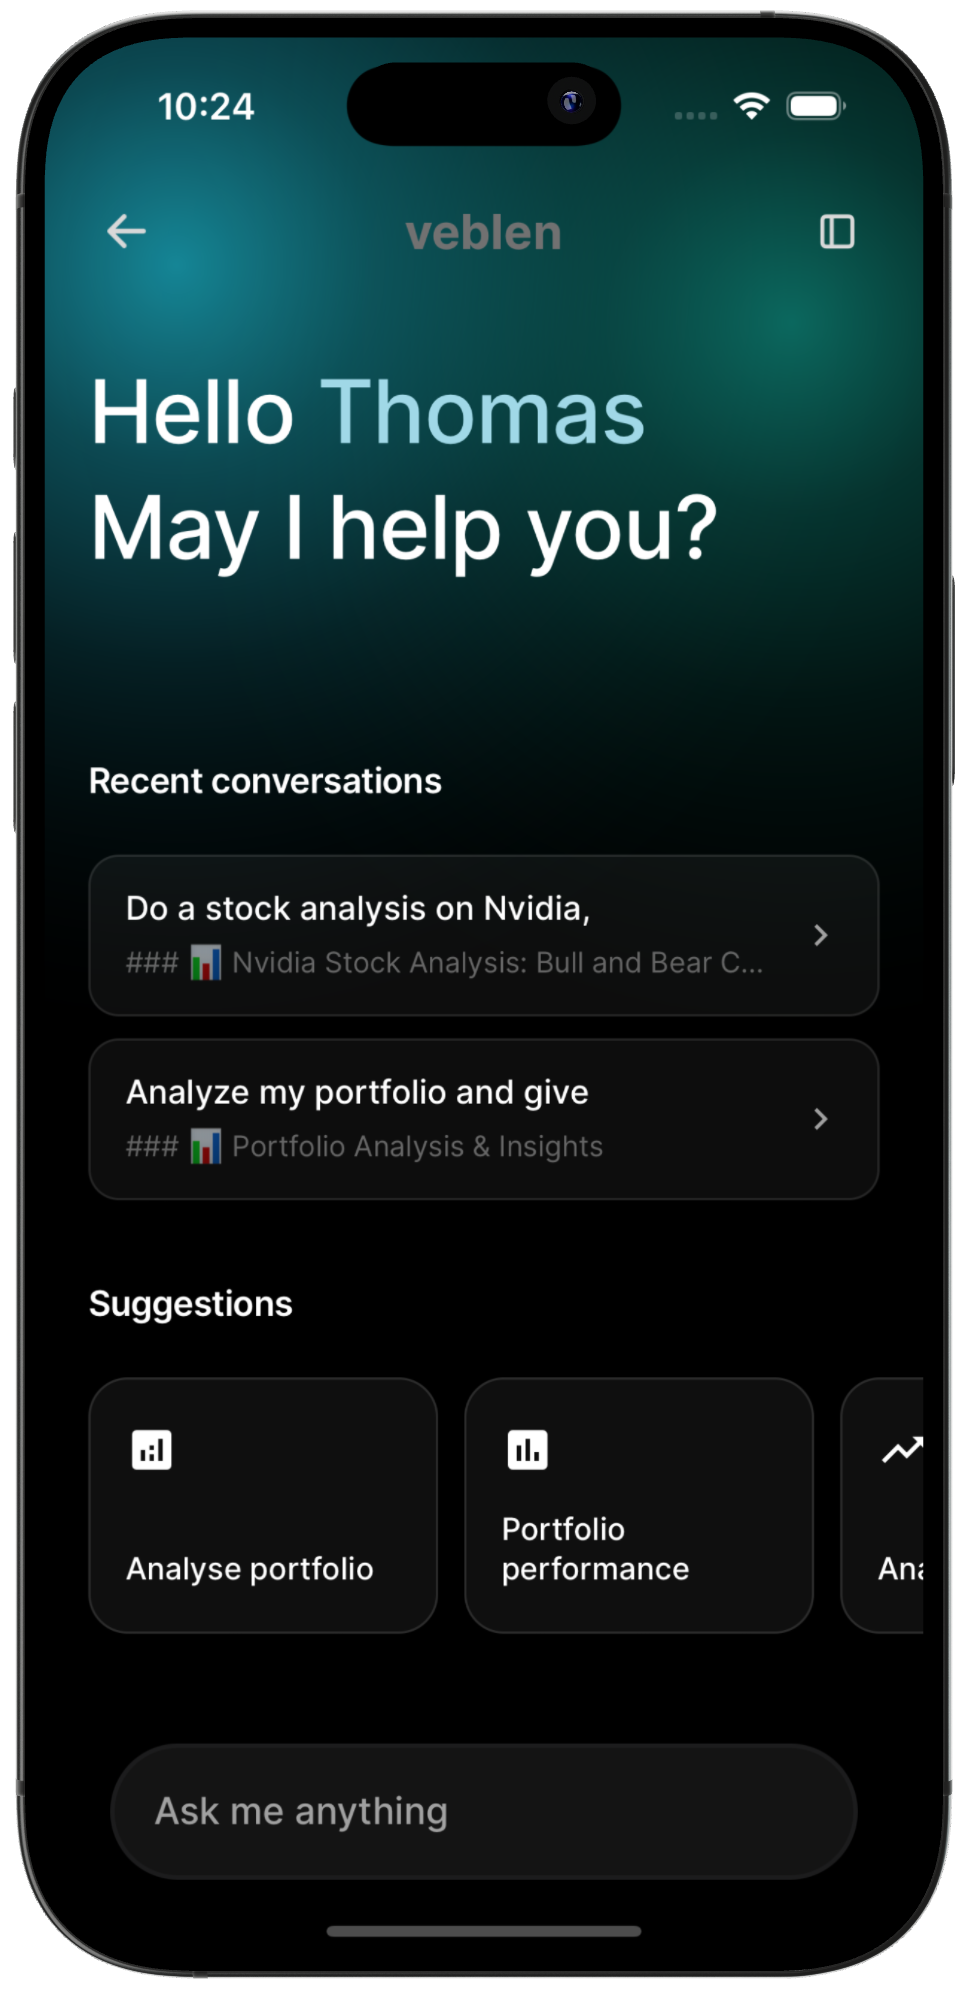 10:24
veblen
Hello Thomas
May I help you?
Recent conversations
Do a stock analysis on Nvidia,
### 📊 Nvidia Stock Analysis: Bull and Bear C...
Analyze my portfolio and give
### 📊 Portfolio Analysis & Insights
Suggestions
Analyse portfolio
Portfolio
performance
Ana
Ask me anything